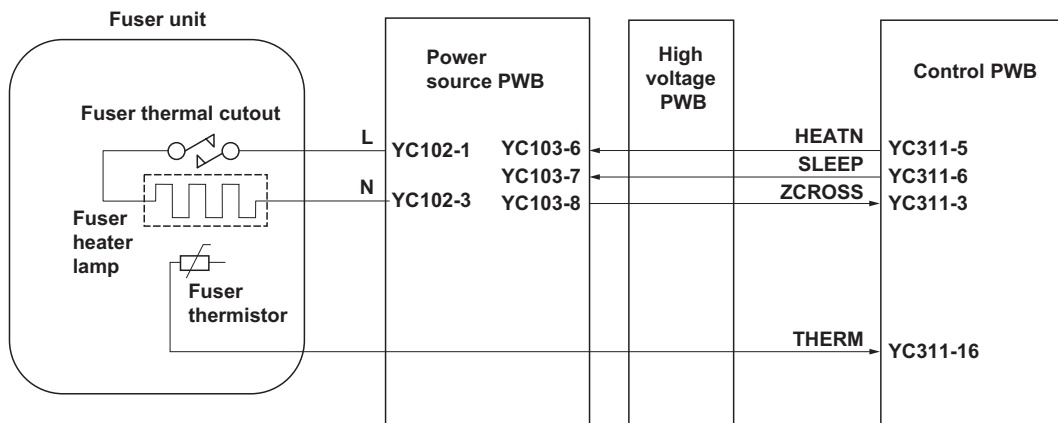 Fuser unit
Power
source PWB
High
voltage
PWB
Control PWB
Fuser thermal cutout
L
YC102-1
YC103-6
HEATN
YC311-5
YC103-7
SLEEP
YC311-6
N
YC102-3
YC103-8
ZCROSS
YC311-3
Fuser
heater
lamp
Fuser
thermistor
THERM
YC311-16